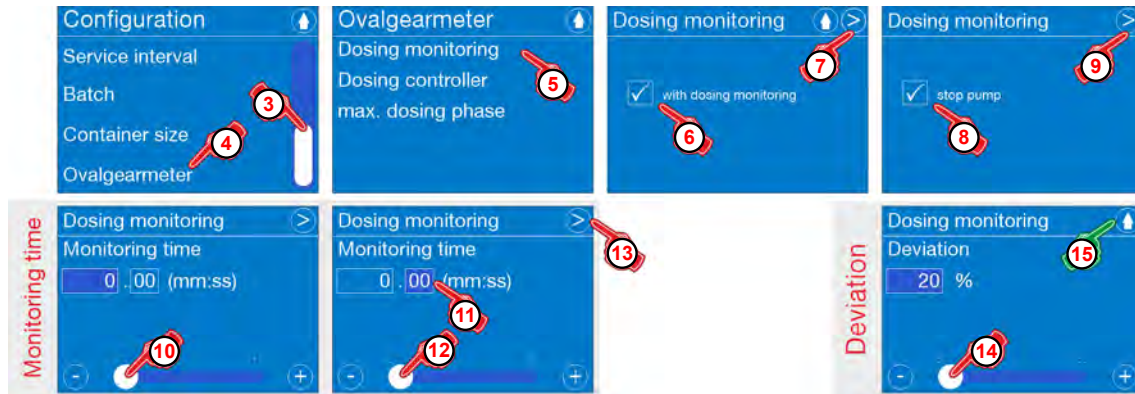 Configuration
Service interval
Batch
3
Container size
4
Ovalgearmeter
Ovalgearmeter
Dosing monitoring
5
Dosing controller
max. dosing phase
Dosing monitoring >
7
with dosing monitoring
6
Dosing monitoring >
9
stop pump
8
Monitoring time
Dosing monitoring >
Monitoring time
0 . 00 (mm:ss)
10
- +
Dosing monitoring >
13
Monitoring time
0 . 00 (mm:ss)
11
12
- +
Deviation
Dosing monitoring
15
Deviation
20 %
14
- +